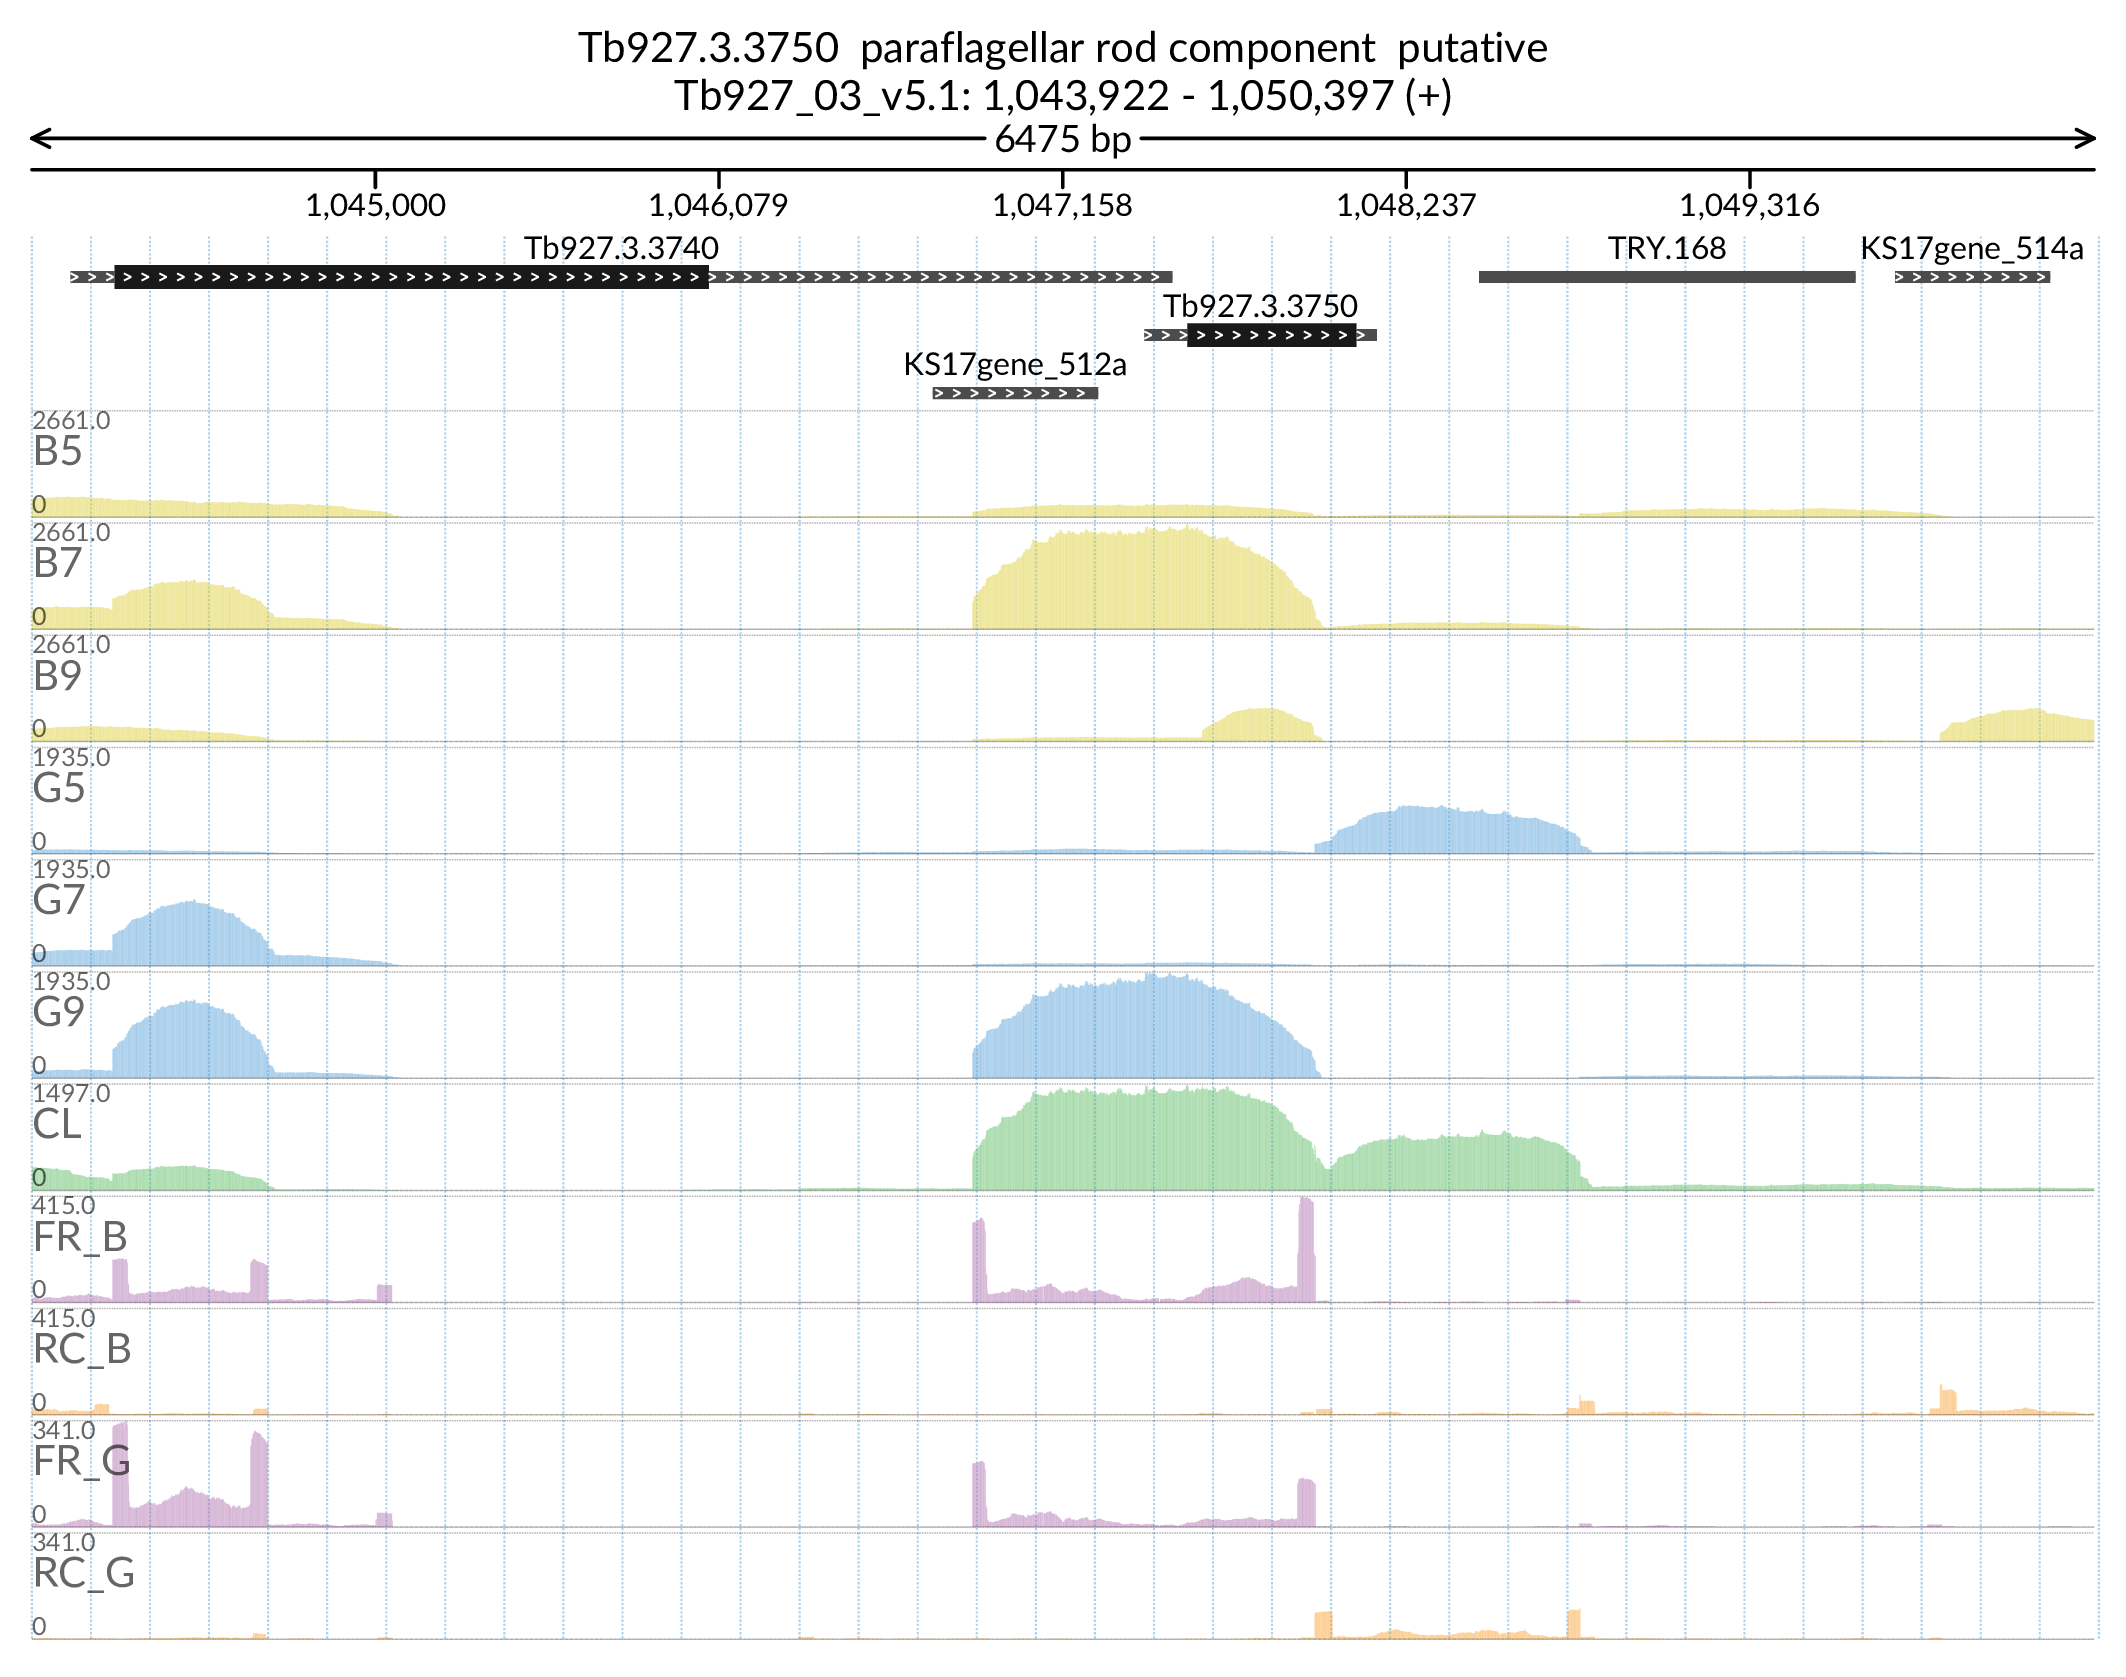 Tb927.3.3750 paraflagellar rod component putative
Tb927_03_v5.1: 1,043,922 - 1,050,397 (+)
6475 bp
1,045,000 1,046,079 1,047,158 1,048,237 1,049,316
Tb927.3.3740 TRY.168 KS17gene_514a
Tb927.3.3750
KS17gene_512a
2661.0
B5
0
2661.0
B7
0
2661.0
B9
0
1935.0
G5
0
1935.0
G7
0
1935.0
G9
0
1497.0
CL
0
415.0
FR_B
0
415.0
RC_B
0
341.0
FR_G
0
341.0
RC_G
0